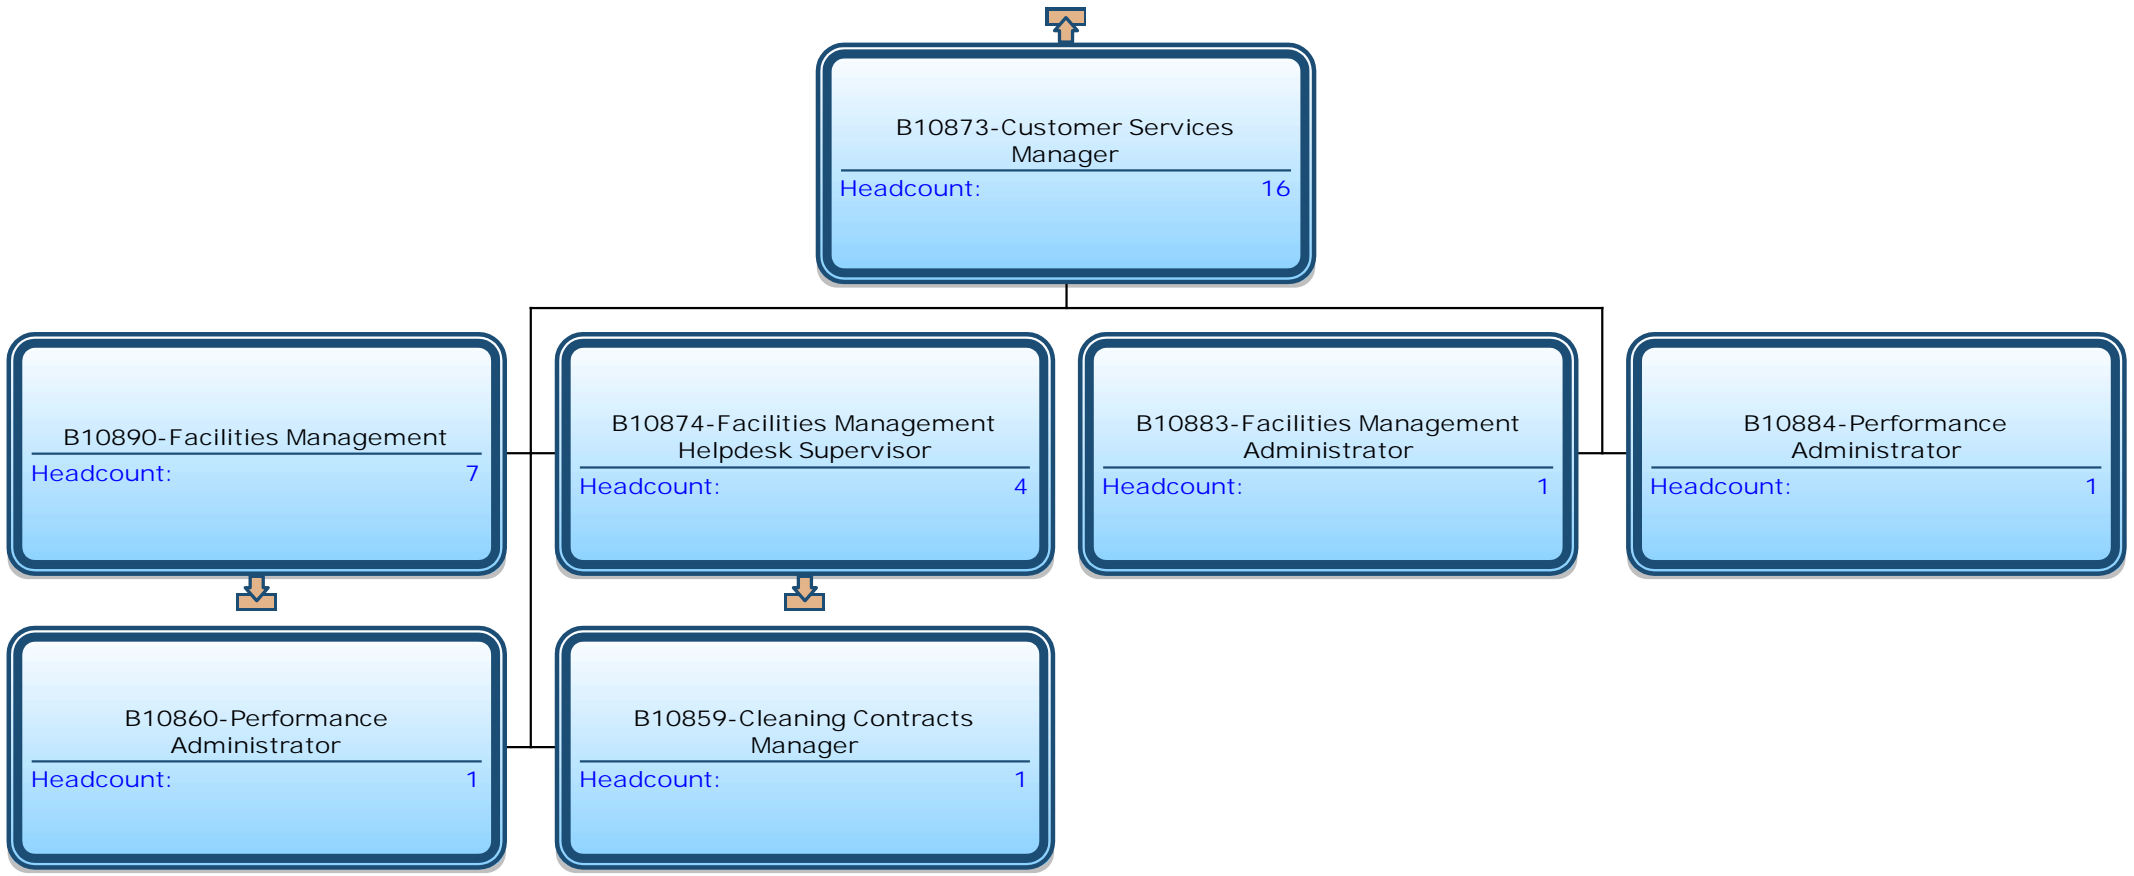 B10873-Customer Services
Manager
Headcount: 16
B10890-Facilities Management
Headcount: 7
B10874-Facilities Management
Helpdesk Supervisor
Headcount: 4
B10883-Facilities Management
Administrator
Headcount: 1
B10884-Performance
Administrator
Headcount: 1
B10860-Performance
Administrator
Headcount: 1
B10859-Cleaning Contracts
Manager
Headcount: 1